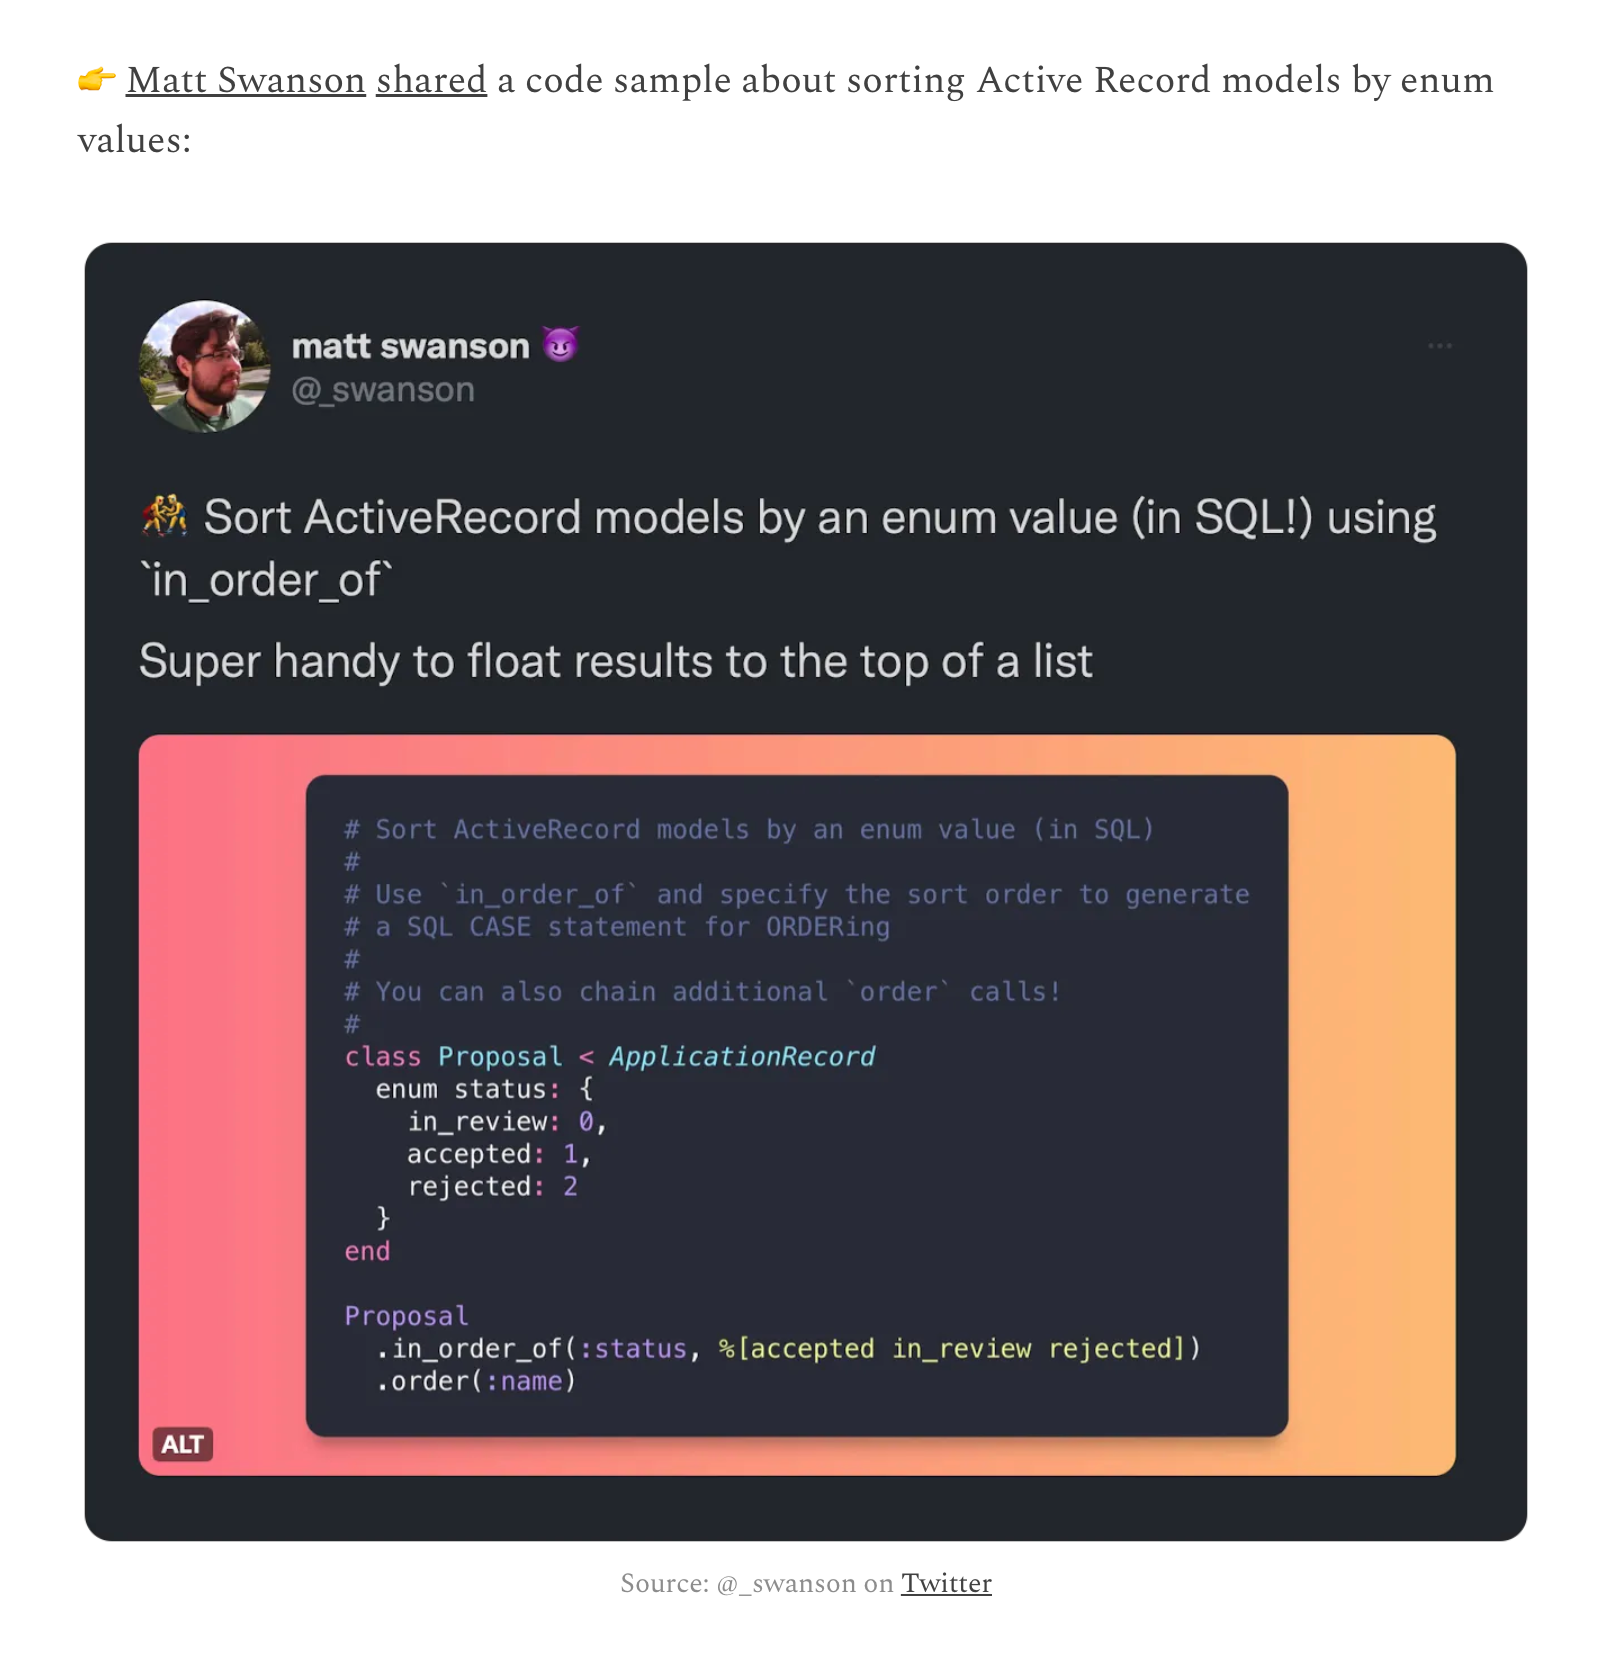 👉 Matt Swanson shared a code sample about sorting Active Record models by enum
values:
matt swanson 😈
@_swanson
🤼 Sort ActiveRecord models by an enum value (in SQL!) using
`in_order_of`
Super handy to float results to the top of a list
# Sort ActiveRecord models by an enum value (in SQL)
#
# Use `in_order_of` and specify the sort order to generate
# a SQL CASE statement for ORDERing
#
# You can also chain additional `order` calls!
#
class Proposal < ApplicationRecord
  enum status: {
    in_review: 0,
    accepted: 1,
    rejected: 2
  }
end

Proposal
  .in_order_of(:status, %[accepted in_review rejected])
  .order(:name)
ALT
Source: @_swanson on Twitter